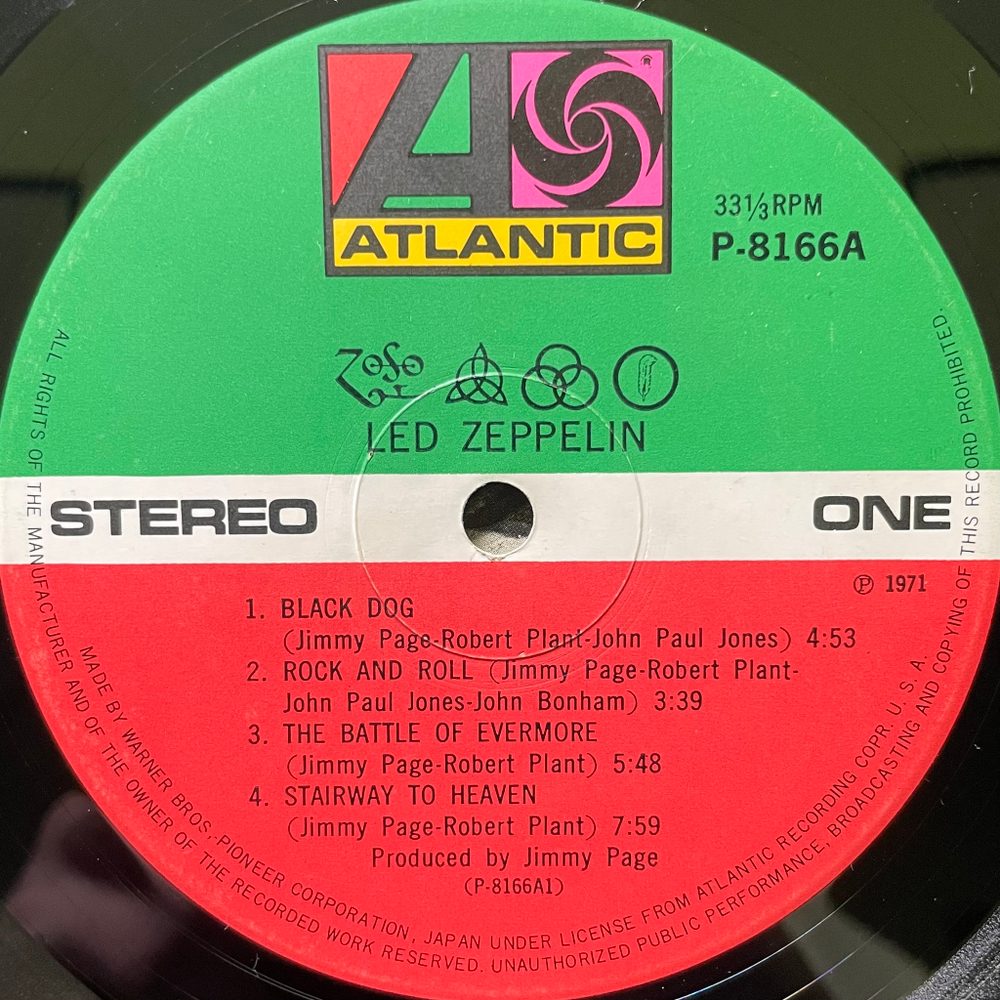 ATLANTIC
33⅓RPM
P-8166A
LED ZEPPELIN
STEREO
ONE
℗ 1971
1. BLACK DOG
(Jimmy Page-Robert Plant-John Paul Jones) 4:53
2. ROCK AND ROLL (Jimmy Page-Robert Plant-
John Paul Jones-John Bonham) 3:39
3. THE BATTLE OF EVERMORE
(Jimmy Page-Robert Plant) 5:48
4. STAIRWAY TO HEAVEN
(Jimmy Page-Robert Plant) 7:59
Produced by Jimmy Page
(P-8166A1)
MADE BY WARNER BROS.-PIONEER CORPORATION, JAPAN UNDER LICENSE FROM ATLANTIC RECORDING COPR. U. S. A.
ALL RIGHTS OF THE MANUFACTURER AND OF THE OWNER OF THE RECORDED WORK RESERVED. UNAUTHORIZED PUBLIC PERFORMANCE, BROADCASTING AND COPYING OF THIS RECORD PROHIBITED.